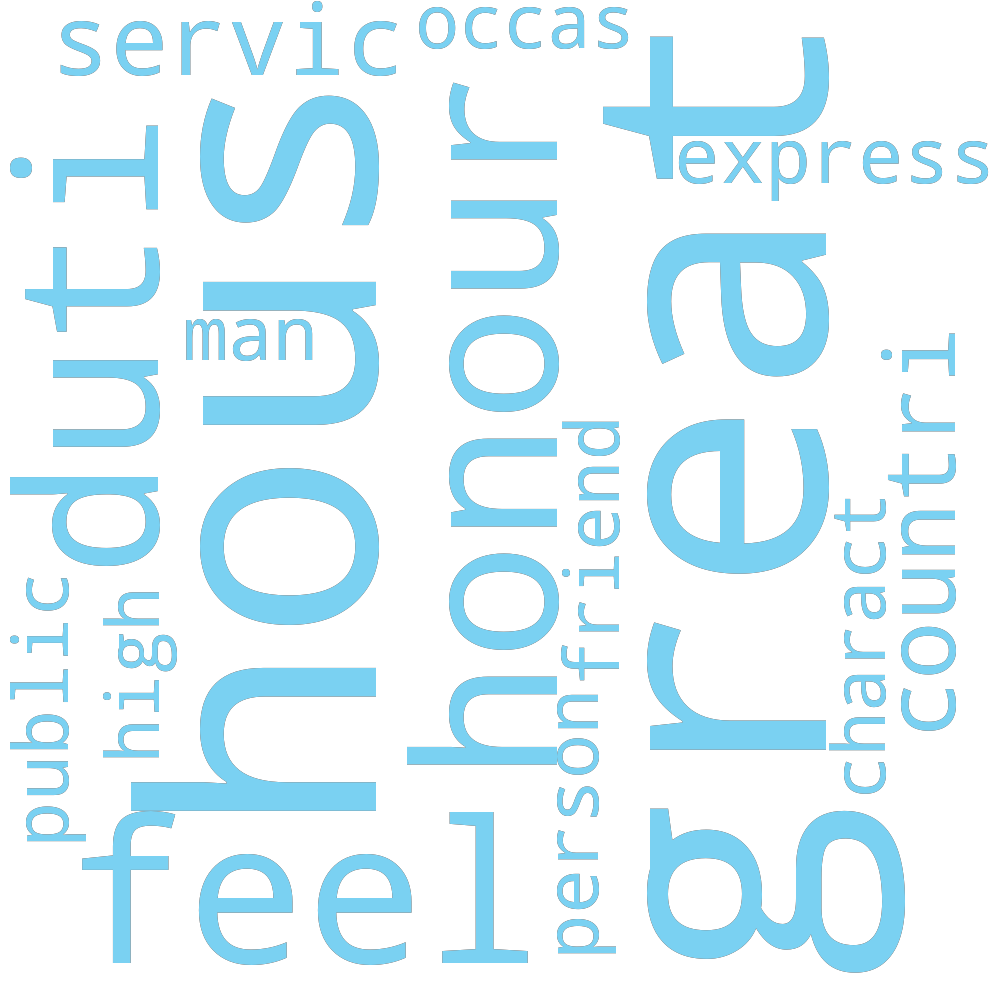 servic
occas
express
duti
hous
honour
great
man
countri
friend
charact
public
high
person
feel